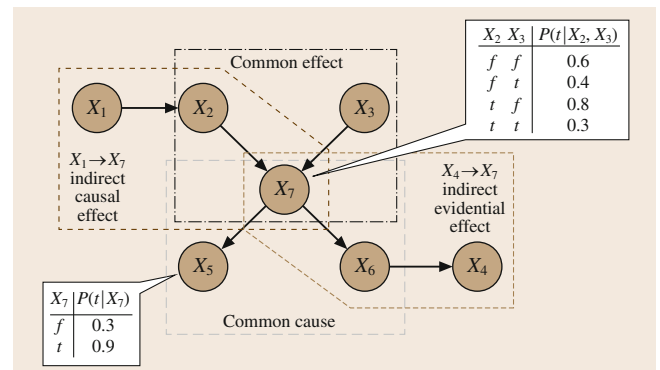 X2 X3 P(t|X2, X3)
f f 0.6
f t 0.4
t f 0.8
t t 0.3
Common effect
X1
X2
X3
X1→X7
indirect
causal
effect
X7
X4→X7
indirect
evidential
effect
X5
X6
X4
X7 P(t|X7)
f 0.3
t 0.9
Common cause